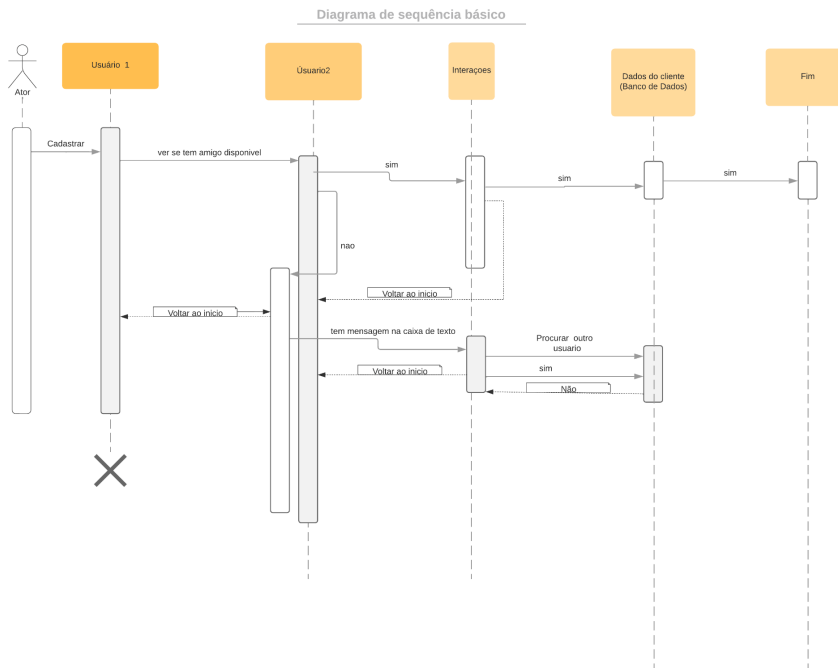 Diagrama de sequência básico
Ator
Usuário 1
Úsuario2
Interaçoes
Dados do cliente
(Banco de Dados)
Fim
Cadastrar
ver se tem amigo disponivel
sim
sim
sim
nao
Voltar ao inicio
Voltar ao inicio
tem mensagem na caixa de texto
Procurar outro
usuario
Voltar ao inicio
sim
Não